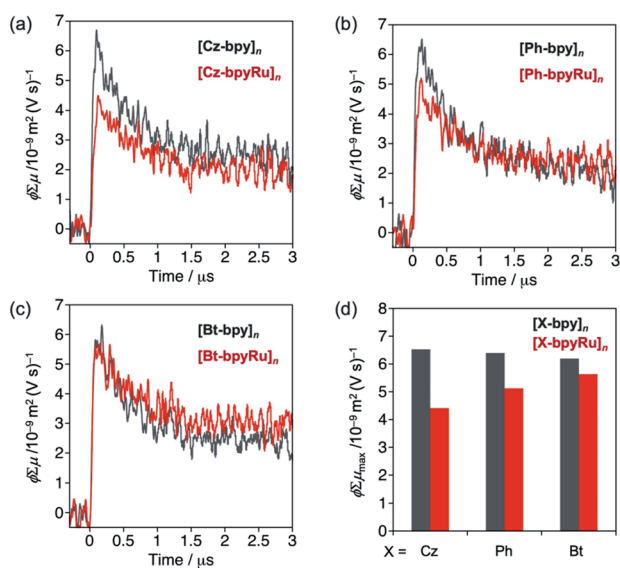 (a)
[Cz-bpy]n
[Cz-bpyRu]n
ϕΣμ /10⁻⁹ m² (V s)⁻¹
7
6
5
4
3
2
1
0
0 0.5 1 1.5 2 2.5 3
Time / μs
(b)
[Ph-bpy]n
[Ph-bpyRu]n
ϕΣμ /10⁻⁹ m² (V s)⁻¹
7
6
5
4
3
2
1
0
0 0.5 1 1.5 2 2.5 3
Time / μs
(c)
[Bt-bpy]n
[Bt-bpyRu]n
ϕΣμ /10⁻⁹ m² (V s)⁻¹
7
6
5
4
3
2
1
0
0 0.5 1 1.5 2 2.5 3
Time / μs
(d)
[X-bpy]n
[X-bpyRu]n
ϕΣμmax /10⁻⁹ m² (V s)⁻¹
8
7
6
5
4
3
2
1
0
X = Cz Ph Bt